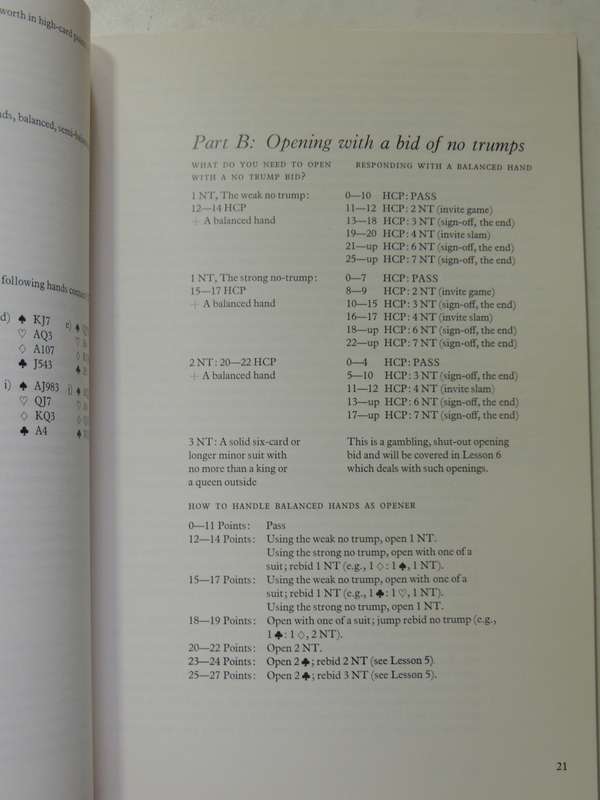 worth in high-card
balanced,
following hands
d) ♠ KJ7
♡ AQ3
◇ A107
♣ J543
i) ♠ AJ983
♡ QJ7
◇ KQ3
♣ A4
Part B: Opening with a bid of no trumps
WHAT DO YOU NEED TO OPEN
WITH A NO TRUMP BID?
RESPONDING WITH A BALANCED HAND
1 NT, The weak no trump:
12—14 HCP
+ A balanced hand
0—10 HCP: PASS
11—12 HCP: 2 NT (invite game)
13—18 HCP: 3 NT (sign-off, the end)
19—20 HCP: 4 NT (invite slam)
21—up HCP: 6 NT (sign-off, the end)
25—up HCP: 7 NT (sign-off, the end)
1 NT, The strong no-trump:
15—17 HCP
+ A balanced hand
0—7 HCP: PASS
8—9 HCP: 2 NT (invite game)
10—15 HCP: 3 NT (sign-off, the end)
16—17 HCP: 4 NT (invite slam)
18—up HCP: 6 NT (sign-off, the end)
22—up HCP: 7 NT (sign-off, the end)
2 NT: 20—22 HCP
+ A balanced hand
0—4 HCP: PASS
5—10 HCP: 3 NT (sign-off, the end)
11—12 HCP: 4 NT (invite slam)
13—up HCP: 6 NT (sign-off, the end)
17—up HCP: 7 NT (sign-off, the end)
3 NT: A solid six-card or
longer minor suit with
no more than a king or
a queen outside
This is a gambling, shut-out opening
bid and will be covered in Lesson 6
which deals with such openings.
HOW TO HANDLE BALANCED HANDS AS OPENER
0—11 Points: Pass
12—14 Points: Using the weak no trump, open 1 NT.
Using the strong no trump, open with one of a
suit; rebid 1 NT (e.g., 1 ◇: 1 ♠, 1 NT).
15—17 Points: Using the weak no trump, open with one of a
suit; rebid 1 NT (e.g., 1 ♣: 1 ♡, 1 NT).
Using the strong no trump, open 1 NT.
18—19 Points: Open with one of a suit; jump rebid no trump (e.g.,
1 ♣: 1 ◇, 2 NT).
20—22 Points: Open 2 NT.
23—24 Points: Open 2 ♣; rebid 2 NT (see Lesson 5)
25—27 Points: Open 2 ♣; rebid 3 NT (see Lesson 5).
21